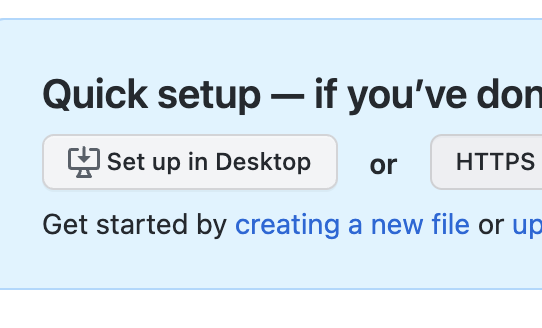 Quick setup — if you’ve don
Set up in Desktop or HTTPS
Get started by creating a new file or up